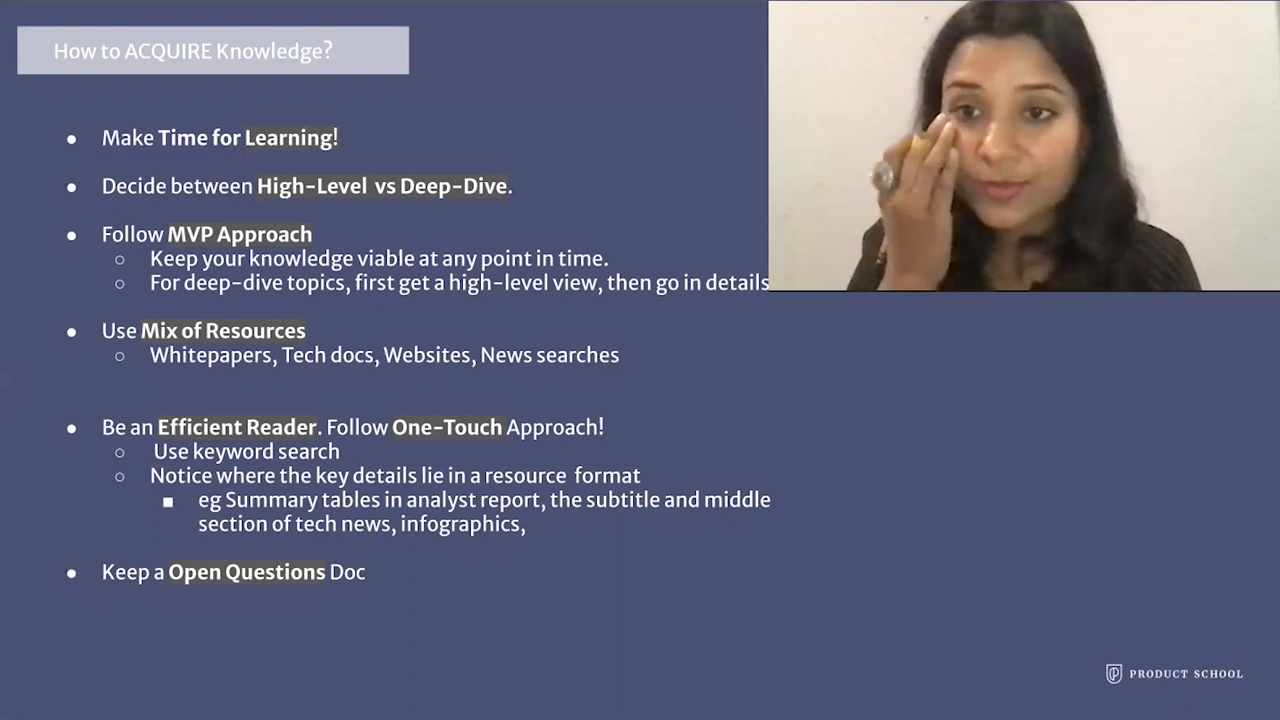 How to ACQUIRE Knowledge?
● Make Time for Learning!
● Decide between High-Level vs Deep-Dive.
● Follow MVP Approach
○ Keep your knowledge viable at any point in time.
○ For deep-dive topics, first get a high-level view, then go in details
● Use Mix of Resources
○ Whitepapers, Tech docs, Websites, News searches
● Be an Efficient Reader. Follow One-Touch Approach!
○ Use keyword search
○ Notice where the key details lie in a resource format
■ eg Summary tables in analyst report, the subtitle and middle
section of tech news, infographics,
● Keep a Open Questions Doc
PRODUCT SCHOOL